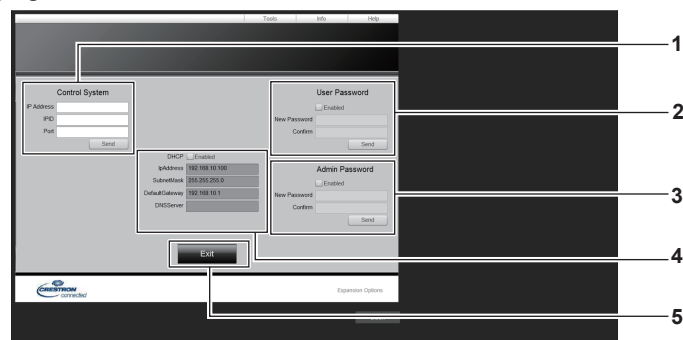 Tools Info Help
1
Control System
IP Address
IPID
Port
Send
User Password
Enabled
New Password
Confirm
Send
2
DHCP Enabled
IpAddress 192.168.10.100
SubnetMask 255.255.255.0
DefaultGateway 192.168.10.1
DNSServer
Admin Password
Enabled
New Password
Confirm
Send
3
Exit
4
CRESTRON
connected
Expansion Options
5